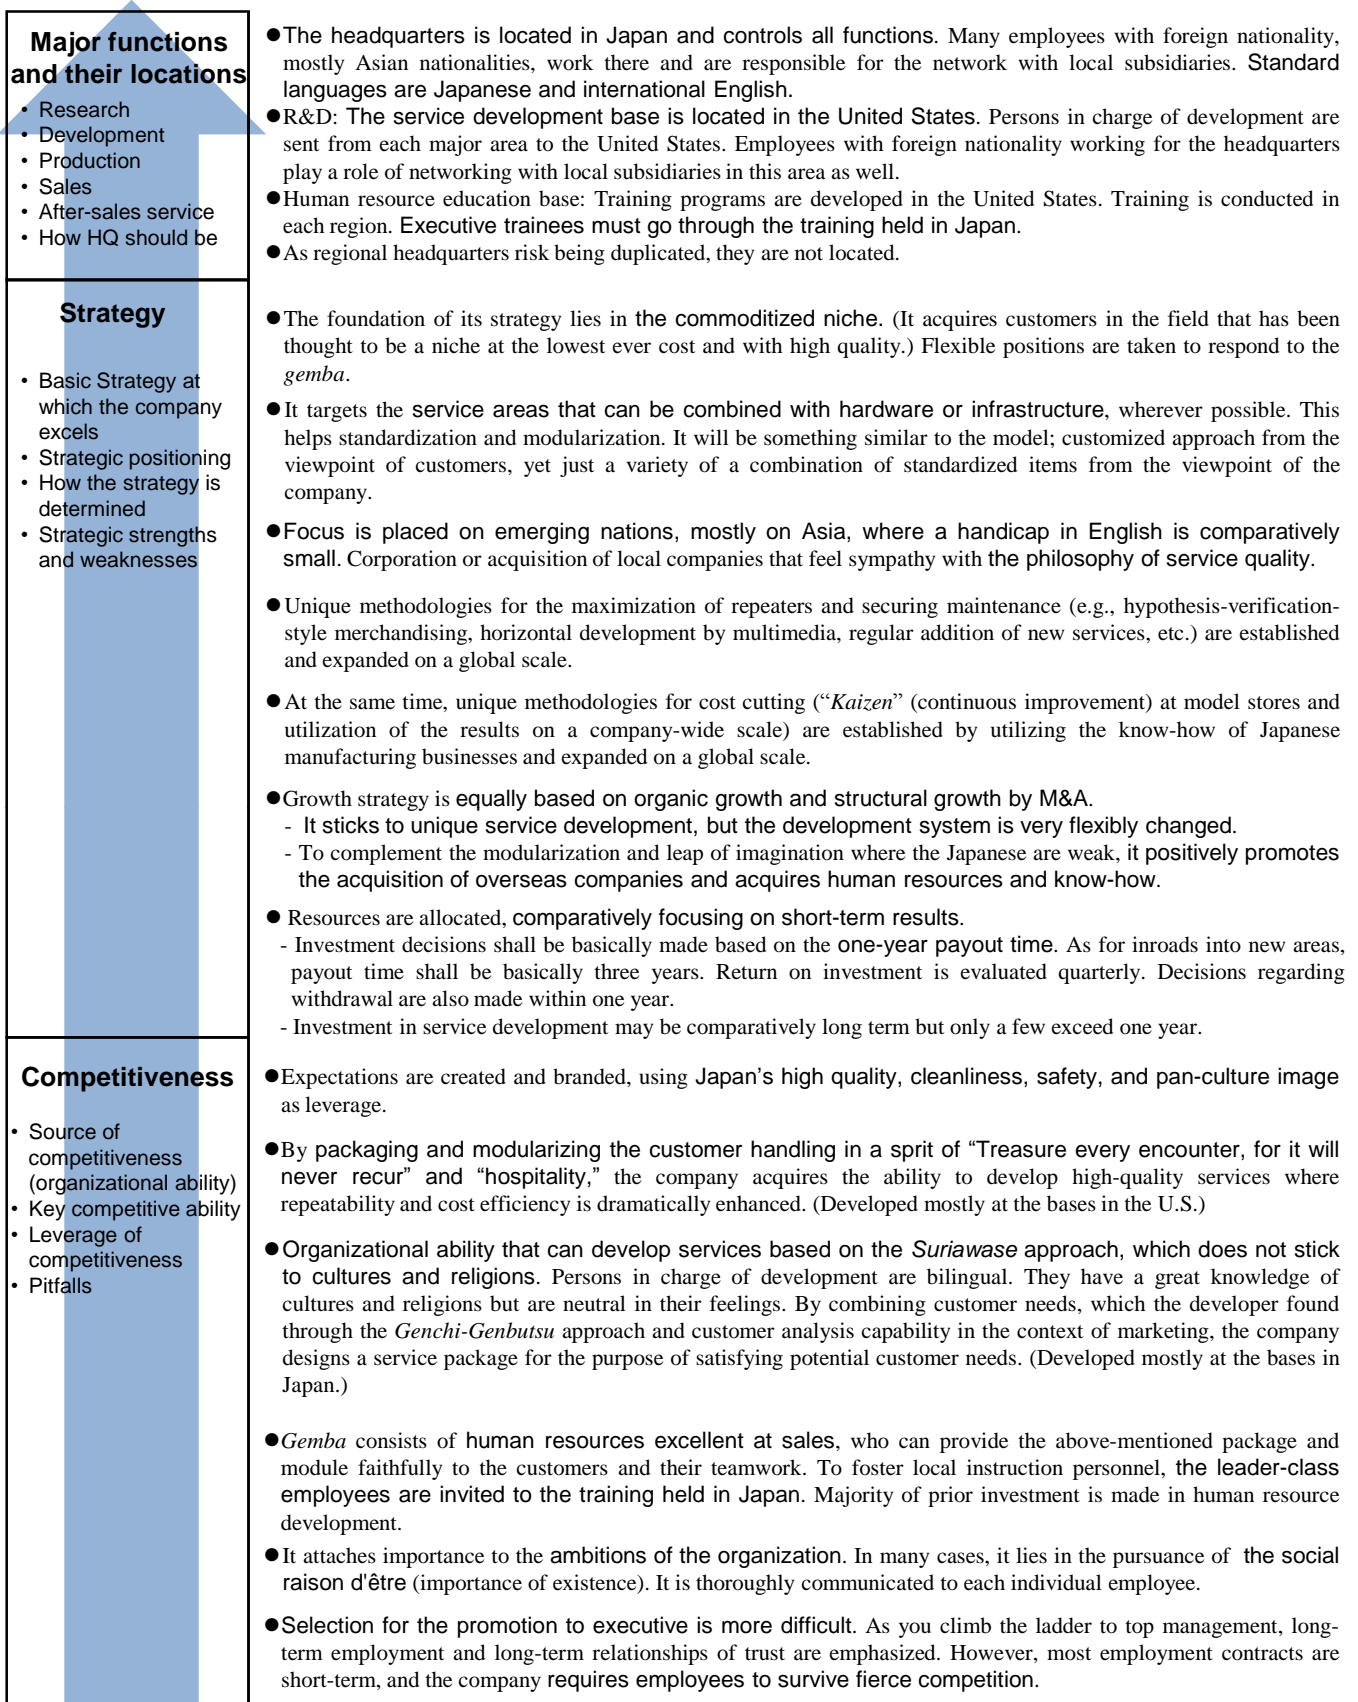 Major functions
and their locations
• Research
• Development
• Production
• Sales
• After-sales service
• How HQ should be
●The headquarters is located in Japan and controls all functions. Many employees with foreign nationality,
mostly Asian nationalities, work there and are responsible for the network with local subsidiaries. Standard
languages are Japanese and international English.
●R&D: The service development base is located in the United States. Persons in charge of development are
sent from each major area to the United States. Employees with foreign nationality working for the headquarters
play a role of networking with local subsidiaries in this area as well.
●Human resource education base: Training programs are developed in the United States. Training is conducted in
each region. Executive trainees must go through the training held in Japan.
●As regional headquarters risk being duplicated, they are not located.
Strategy
• Basic Strategy at
which the company
excels
• Strategic positioning
• How the strategy is
determined
• Strategic strengths
and weaknesses
●The foundation of its strategy lies in the commoditized niche. (It acquires customers in the field that has been
thought to be a niche at the lowest ever cost and with high quality.) Flexible positions are taken to respond to the
gemba.
●It targets the service areas that can be combined with hardware or infrastructure, wherever possible. This
helps standardization and modularization. It will be something similar to the model; customized approach from the
viewpoint of customers, yet just a variety of a combination of standardized items from the viewpoint of the
company.
●Focus is placed on emerging nations, mostly on Asia, where a handicap in English is comparatively
small. Corporation or acquisition of local companies that feel sympathy with the philosophy of service quality.
●Unique methodologies for the maximization of repeaters and securing maintenance (e.g., hypothesis-verification-
style merchandising, horizontal development by multimedia, regular addition of new services, etc.) are established
and expanded on a global scale.
●At the same time, unique methodologies for cost cutting (“Kaizen” (continuous improvement) at model stores and
utilization of the results on a company-wide scale) are established by utilizing the know-how of Japanese
manufacturing businesses and expanded on a global scale.
●Growth strategy is equally based on organic growth and structural growth by M&A.
- It sticks to unique service development, but the development system is very flexibly changed.
- To complement the modularization and leap of imagination where the Japanese are weak, it positively promotes
the acquisition of overseas companies and acquires human resources and know-how.
● Resources are allocated, comparatively focusing on short-term results.
- Investment decisions shall be basically made based on the one-year payout time. As for inroads into new areas,
payout time shall be basically three years. Return on investment is evaluated quarterly. Decisions regarding
withdrawal are also made within one year.
- Investment in service development may be comparatively long term but only a few exceed one year.
Competitiveness
• Source of
competitiveness
(organizational ability)
• Key competitive ability
• Leverage of
competitiveness
• Pitfalls
●Expectations are created and branded, using Japan’s high quality, cleanliness, safety, and pan-culture image
as leverage.
●By packaging and modularizing the customer handling in a sprit of “Treasure every encounter, for it will
never recur” and “hospitality,” the company acquires the ability to develop high-quality services where
repeatability and cost efficiency is dramatically enhanced. (Developed mostly at the bases in the U.S.)
●Organizational ability that can develop services based on the Suriawase approach, which does not stick
to cultures and religions. Persons in charge of development are bilingual. They have a great knowledge of
cultures and religions but are neutral in their feelings. By combining customer needs, which the developer found
through the Genchi-Genbutsu approach and customer analysis capability in the context of marketing, the company
designs a service package for the purpose of satisfying potential customer needs. (Developed mostly at the bases in
Japan.)
●Gemba consists of human resources excellent at sales, who can provide the above-mentioned package and
module faithfully to the customers and their teamwork. To foster local instruction personnel, the leader-class
employees are invited to the training held in Japan. Majority of prior investment is made in human resource
development.
●It attaches importance to the ambitions of the organization. In many cases, it lies in the pursuance of the social
raison d'être (importance of existence). It is thoroughly communicated to each individual employee.
●Selection for the promotion to executive is more difficult. As you climb the ladder to top management, long-
term employment and long-term relationships of trust are emphasized. However, most employment contracts are
short-term, and the company requires employees to survive fierce competition.